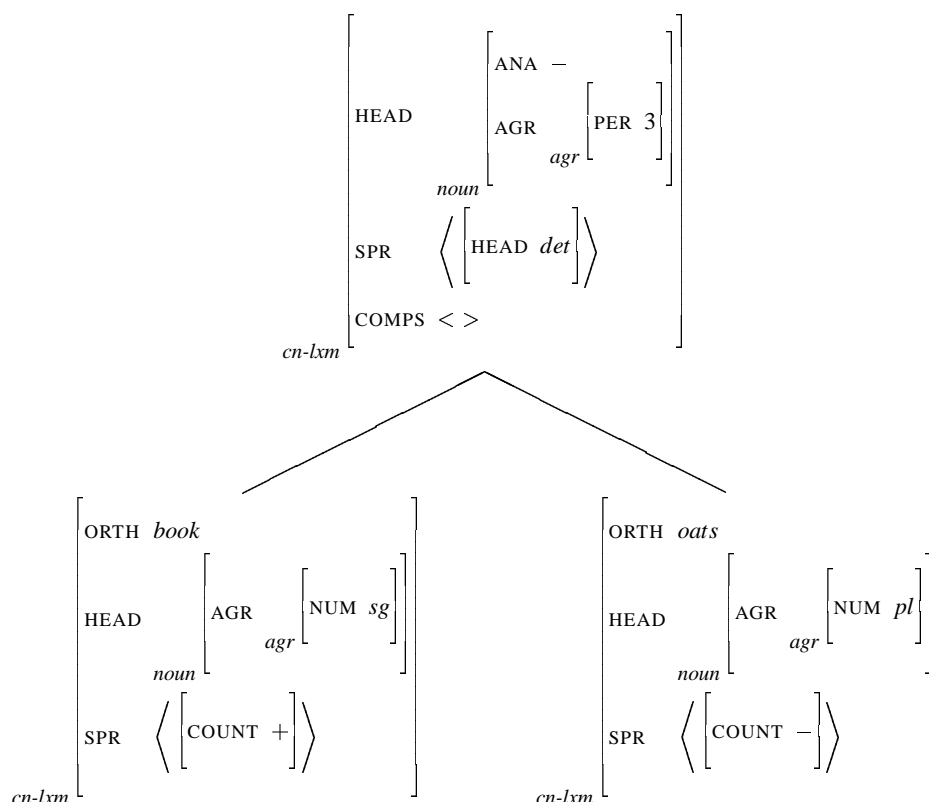 ANA −
HEAD AGR PER 3
agr
noun
SPR ⟨ [ HEAD det ] ⟩
COMPS < >
cn-lxm
ORTH book
HEAD AGR NUM sg
agr
noun
SPR ⟨ [ COUNT + ] ⟩
cn-lxm
ORTH oats
HEAD AGR NUM pl
agr
noun
SPR ⟨ [ COUNT − ] ⟩
cn-lxm